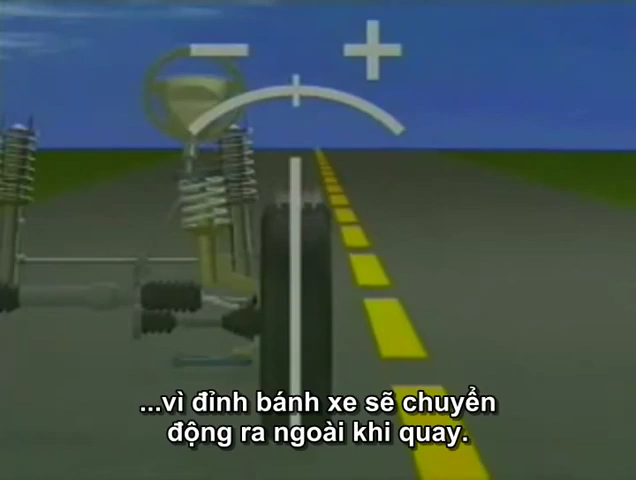 − +
...vì đỉnh bánh xe sẽ chuyển
động ra ngoài khi quay.